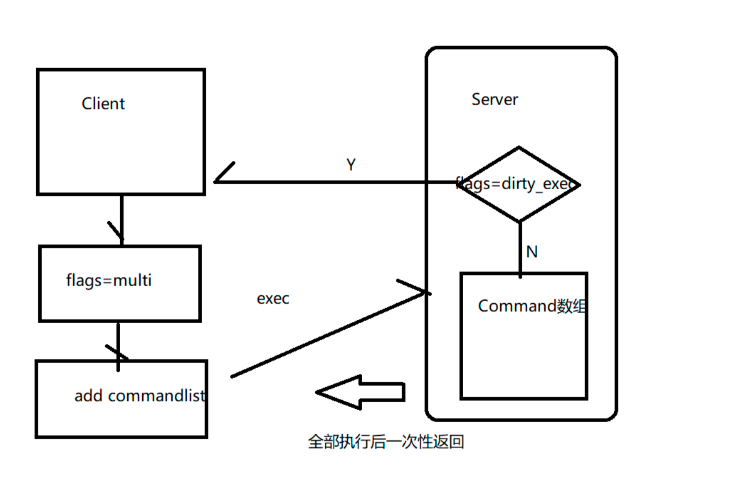 Client
Server
Y
flags=dirty_exec
N
flags=multi
exec
Command数组
add commandlist
全部执行后一次性返回